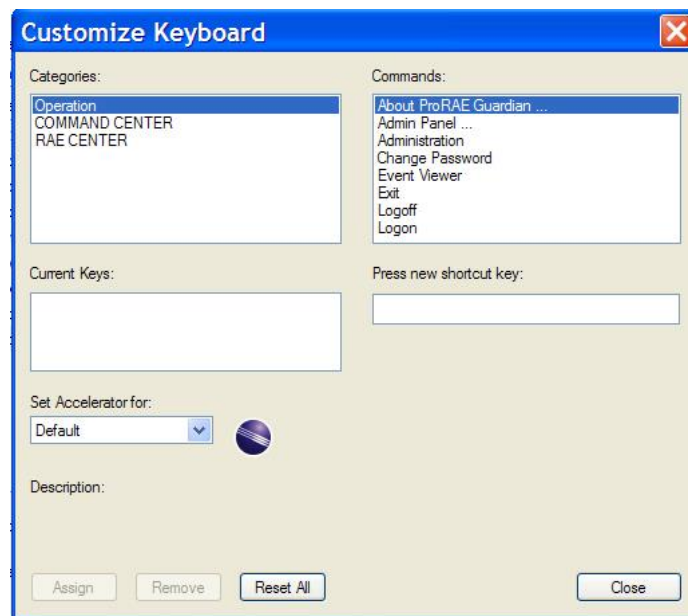 Customize Keyboard
Categories:
Commands:
Operation
COMMAND CENTER
RAE CENTER
About ProRAE Guardian ...
Admin Panel ...
Administration
Change Password
Event Viewer
Exit
Logoff
Logon
Current Keys:
Press new shortcut key:
Set Accelerator for:
Default
Description:
Assign
Remove
Reset All
Close